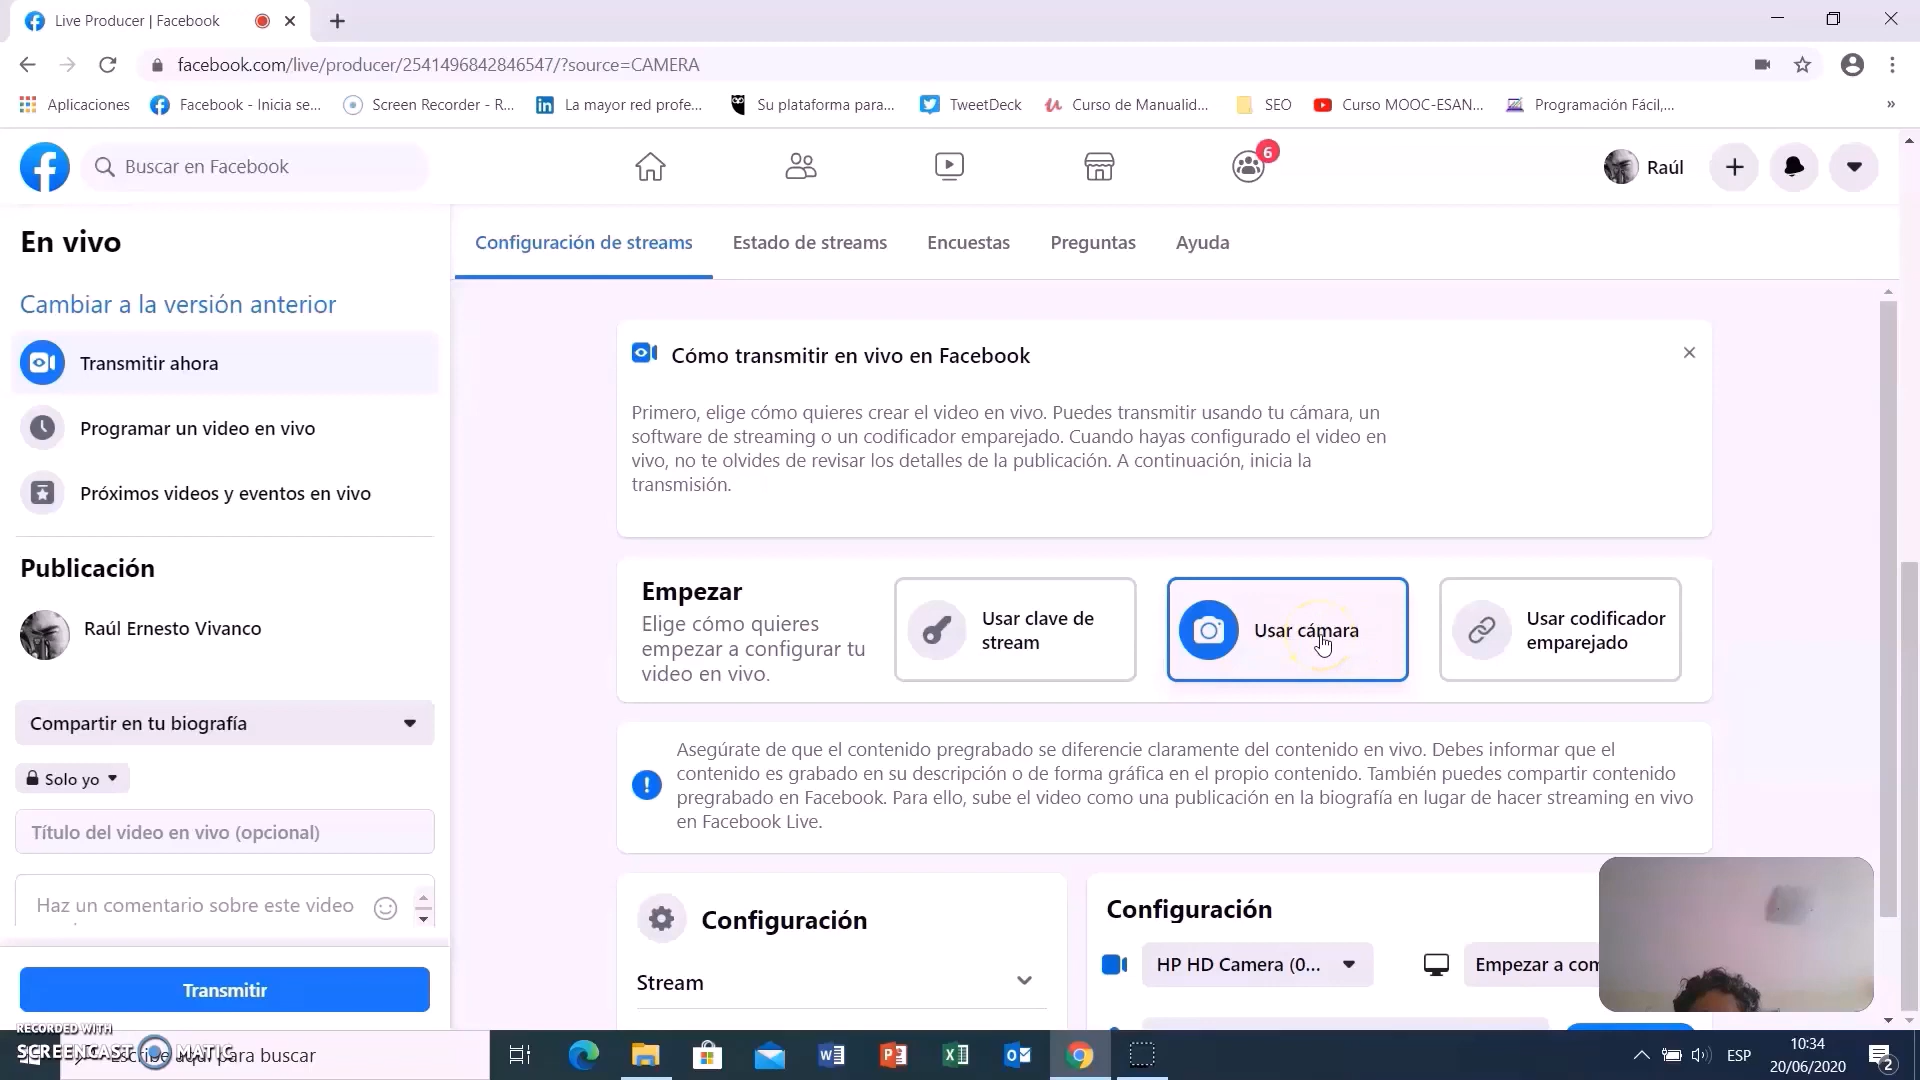 Live Producer | Facebook
facebook.com/live/producer/2541496842846547/?source=CAMERA
Aplicaciones
Facebook - Inicia se...
Screen Recorder - R...
La mayor red profe...
Su plataforma para...
TweetDeck
Curso de Manualid...
SEO
Curso MOOC-ESAN...
Programación Fácil,...
»
Buscar en Facebook
6
Raúl
En vivo
Cambiar a la versión anterior
Transmitir ahora
Programar un video en vivo
Próximos videos y eventos en vivo
Publicación
Raúl Ernesto Vivanco
Compartir en tu biografía
Solo yo
Título del video en vivo (opcional)
Haz un comentario sobre este video
Transmitir
Configuración de streams
Estado de streams
Encuestas
Preguntas
Ayuda
Cómo transmitir en vivo en Facebook
Primero, elige cómo quieres crear el video en vivo. Puedes transmitir usando tu cámara, un
software de streaming o un codificador emparejado. Cuando hayas configurado el video en
vivo, no te olvides de revisar los detalles de la publicación. A continuación, inicia la
transmisión.
Empezar
Elige cómo quieres
empezar a configurar tu
video en vivo.
Usar clave de
stream
Usar cámara
Usar codificador
emparejado
Asegúrate de que el contenido pregrabado se diferencie claramente del contenido en vivo. Debes informar que el
contenido es grabado en su descripción o de forma gráfica en el propio contenido. También puedes compartir contenido
pregrabado en Facebook. Para ello, sube el video como una publicación en la biografía en lugar de hacer streaming en vivo
en Facebook Live.
Configuración
Stream
Configuración
HP HD Camera (0...
Empezar a com
RECORDED WITH
SCREENCAST MATIC
Escribe aquí para buscar
ESP
10:34
20/06/2020
2